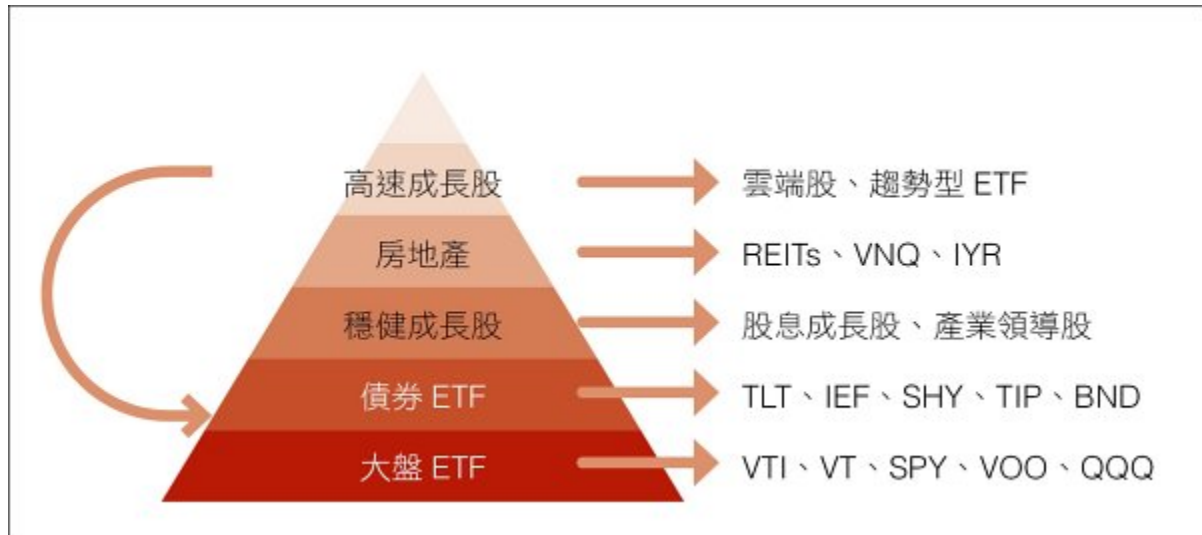 高速成長股 雲端股、趨勢型 ETF
房地產 REITs、VNQ、IYR
穩健成長股 股息成長股、產業領導股
債券 ETF TLT、IEF、SHY、TIP、BND
大盤 ETF VTI、VT、SPY、VOO、QQQ